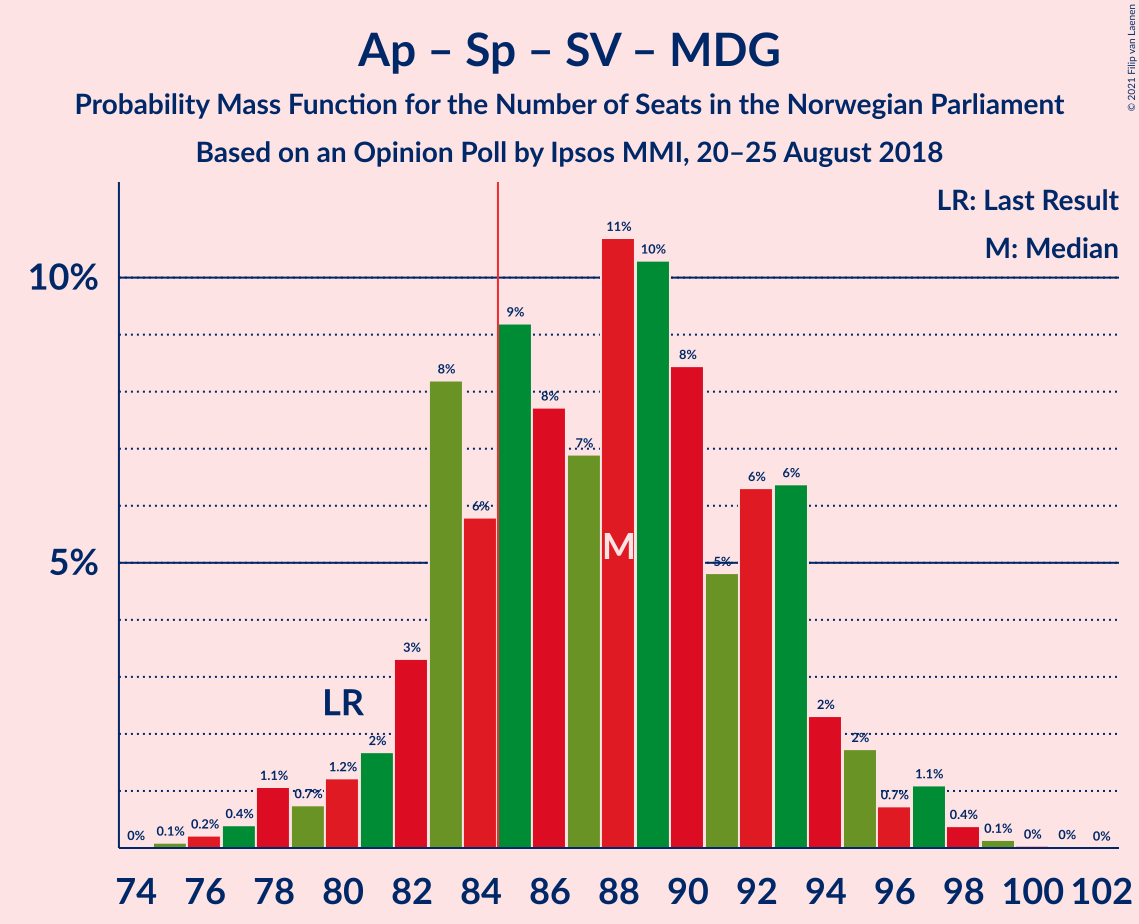 Ap – Sp – SV – MDG
Probability Mass Function for the Number of Seats in the Norwegian Parliament
Based on an Opinion Poll by Ipsos MMI, 20–25 August 2018
© 2021 Filip van Laenen
LR: Last Result
M: Median
10%
5%
0% 0.1% 0.2% 0.4% 1.1% 0.7% 1.2% 2% 3% 8% 6% 9% 8% 7% 11% 10% 8% 5% 6% 6% 2% 2% 0.7% 1.1% 0.4% 0.1% 0% 0% 0%
LR
M
74 76 78 80 82 84 86 88 90 92 94 96 98 100 102